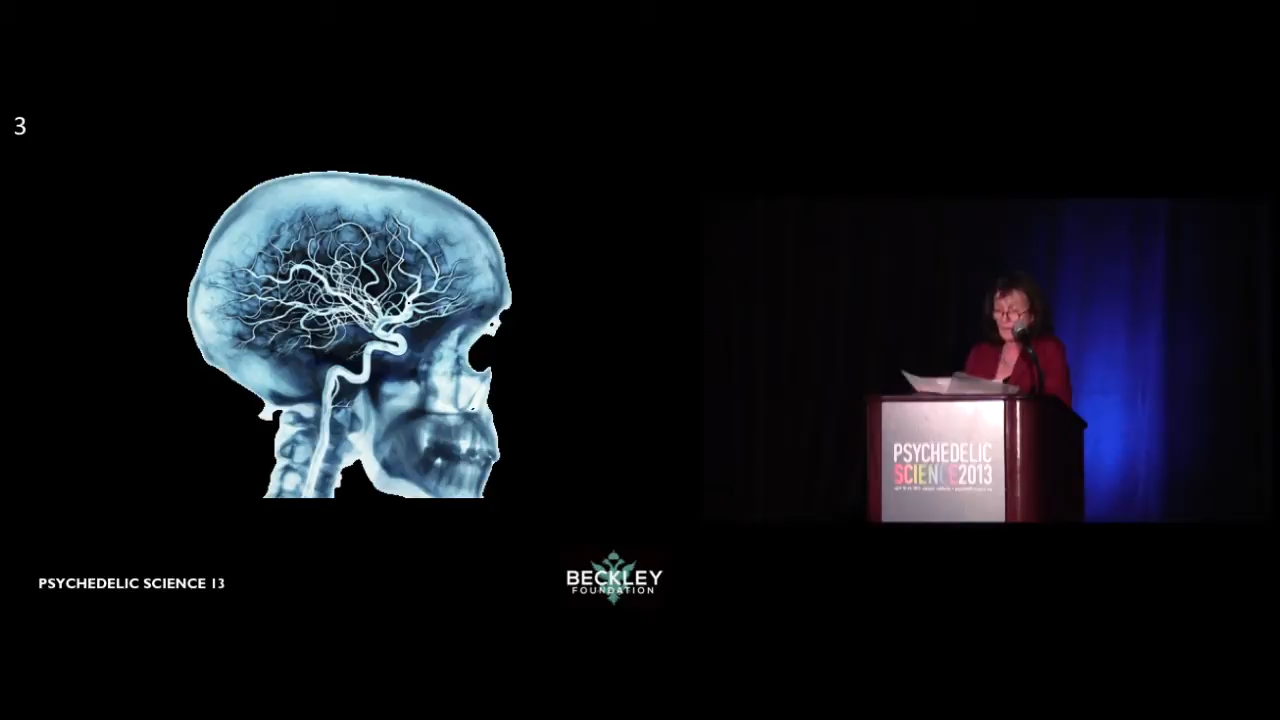 3
PSYCHEDELIC
SCIENCE2013
PSYCHEDELIC SCIENCE 13
BECKLEY
FOUNDATION